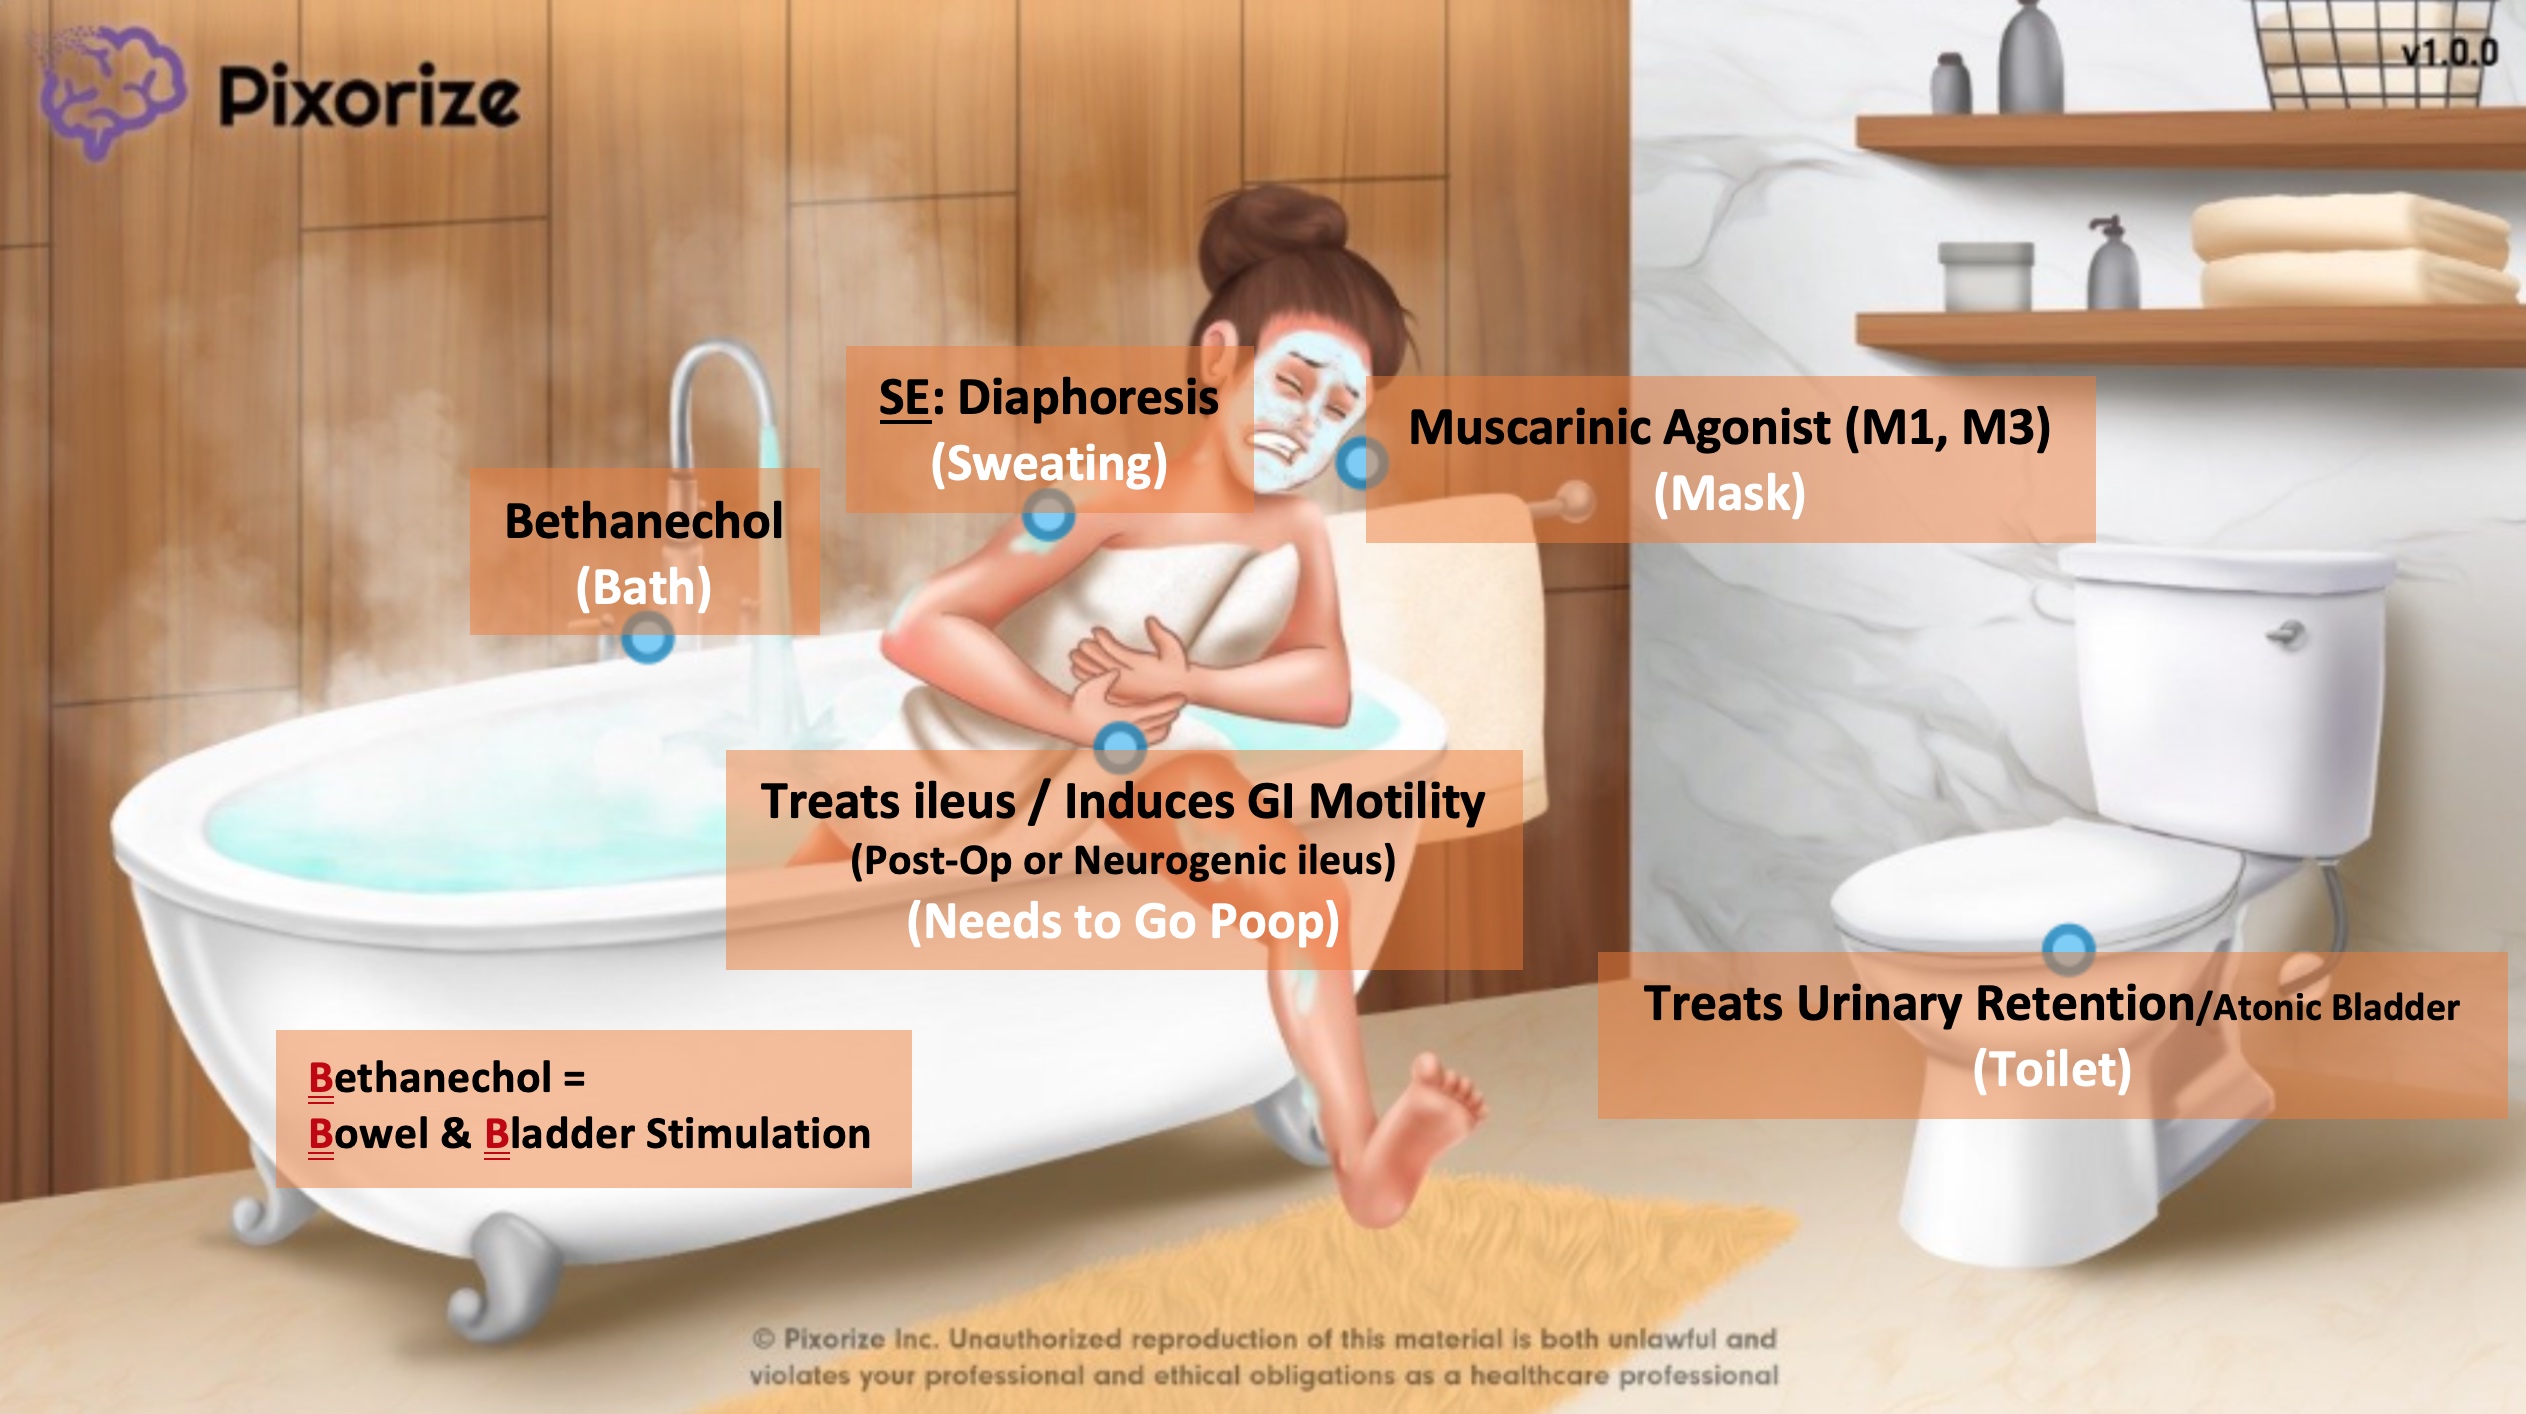 Pixorize
v1.0.0
SE: Diaphoresis
(Sweating)
Muscarinic Agonist (M1, M3)
(Mask)
Bethanechol
(Bath)
Treats ileus / Induces GI Motility
(Post-Op or Neurogenic ileus)
(Needs to Go Poop)
Treats Urinary Retention/Atonic Bladder
(Toilet)
Bethanechol =
Bowel & Bladder Stimulation
© Pixorize Inc. Unauthorized reproduction of this material is both unlawful and
violates your professional and ethical obligations as a healthcare professional